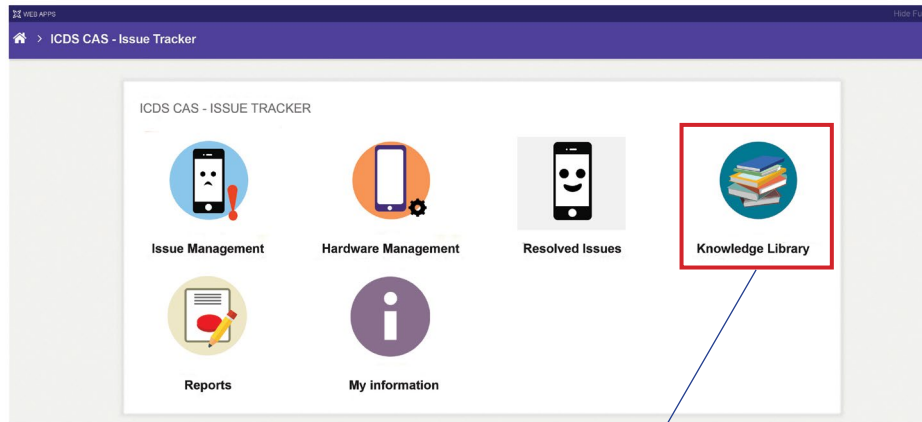 WEB APPS
Hide Fu
> ICDS CAS - Issue Tracker
ICDS CAS - ISSUE TRACKER
Issue Management
Hardware Management
Resolved Issues
Knowledge Library
Reports
My information